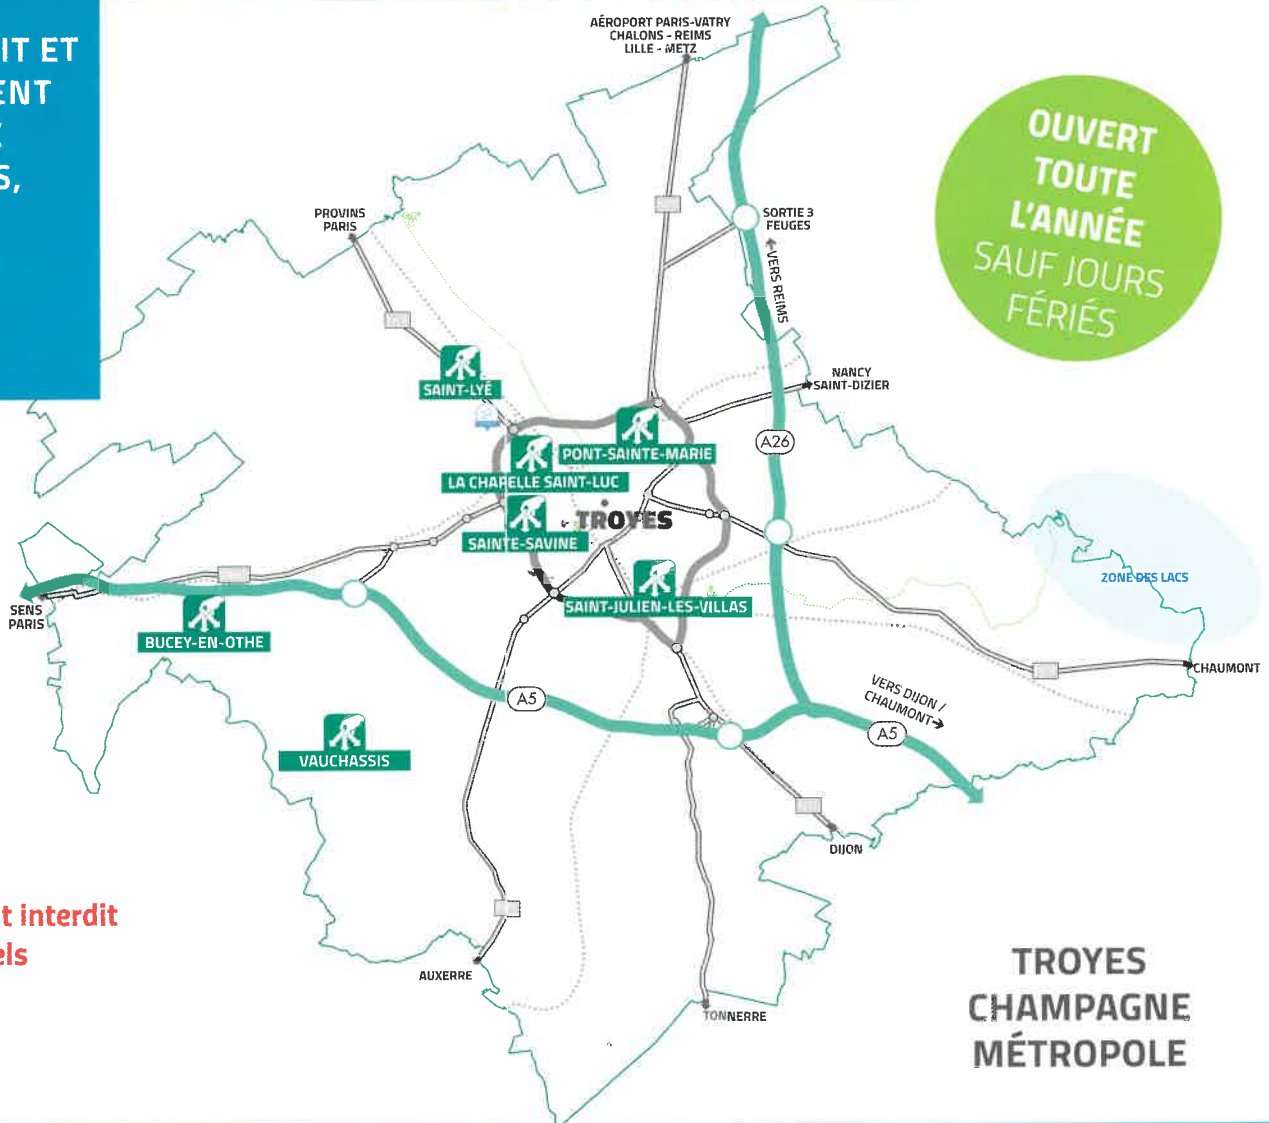 IT ET
ENT
S,
AÉROPORT PARIS-VATRY
CHALONS - REIMS
LILLE - METZ
OUVERT
TOUTE
L'ANNÉE
SAUF JOURS
FÉRIÉS
PROVINS
PARIS
SORTIE 3
FEUGES
VERS REIMS
SAINT-LYÉ
NANCY
SAINT-DIZIER
PONT-SAINTE-MARIE
A26
LA CHAPELLE SAINT-LUC
TROYES
SAINTE-SAVINE
ZONE DES LACS
SENS
PARIS
SAINT-JULIEN-LES-VILLAS
BUCEY-EN-OTHE
CHAUMONT
A5
VERS DIJON /
CHAUMONT
A5
VAUCHASSIS
DIJON
t interdit
els
AUXERRE
TONNERRE
TROYES
CHAMPAGNE
MÉTROPOLE